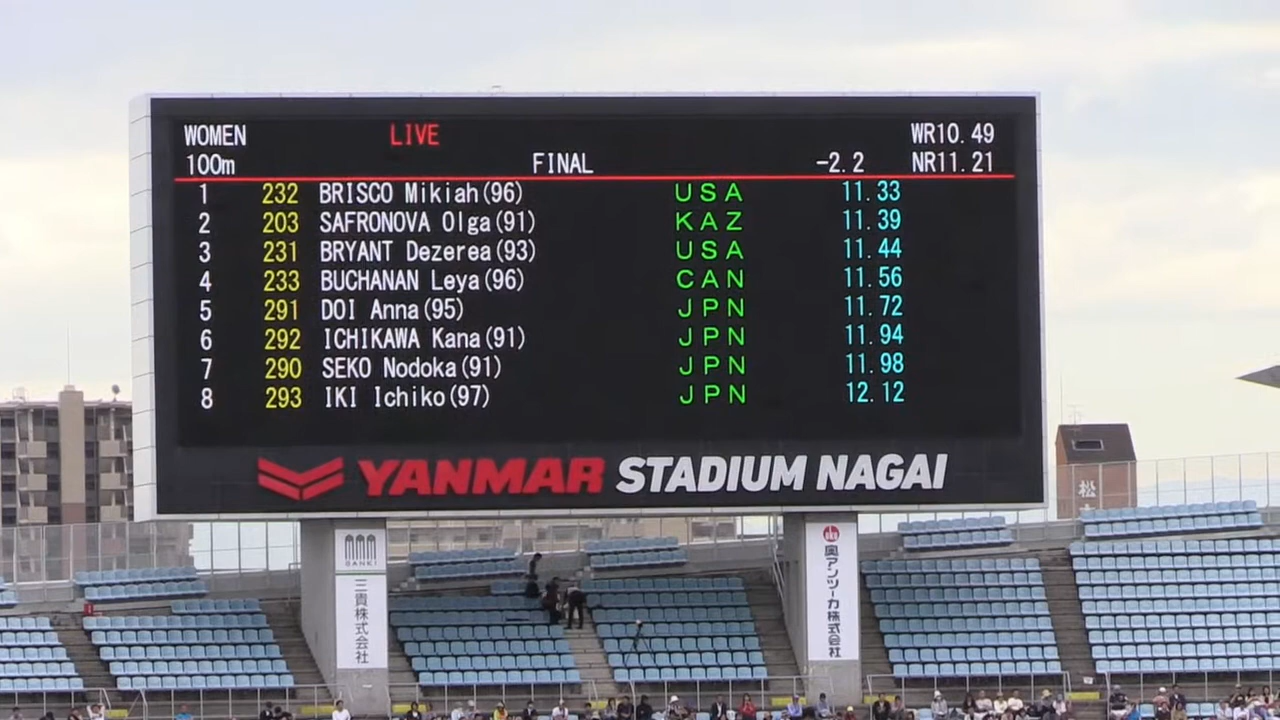 WOMEN LIVE WR10.49
100m FINAL -2.2 NR11.21
1 232 BRISCO Mikiah(96) USA 11.33
2 203 SAFRONOVA Olga(91) KAZ 11.39
3 231 BRYANT Dezerea(93) USA 11.44
4 233 BUCHANAN Leya(96) CAN 11.56
5 291 DOI Anna(95) JPN 11.72
6 292 ICHIKAWA Kana(91) JPN 11.94
7 290 SEKO Nodoka(91) JPN 11.98
8 293 IKI Ichiko(97) JPN 12.12
YANMAR STADIUM NAGAI
松
SANKI
三貴株式会社
奥アンツーカ株式会社